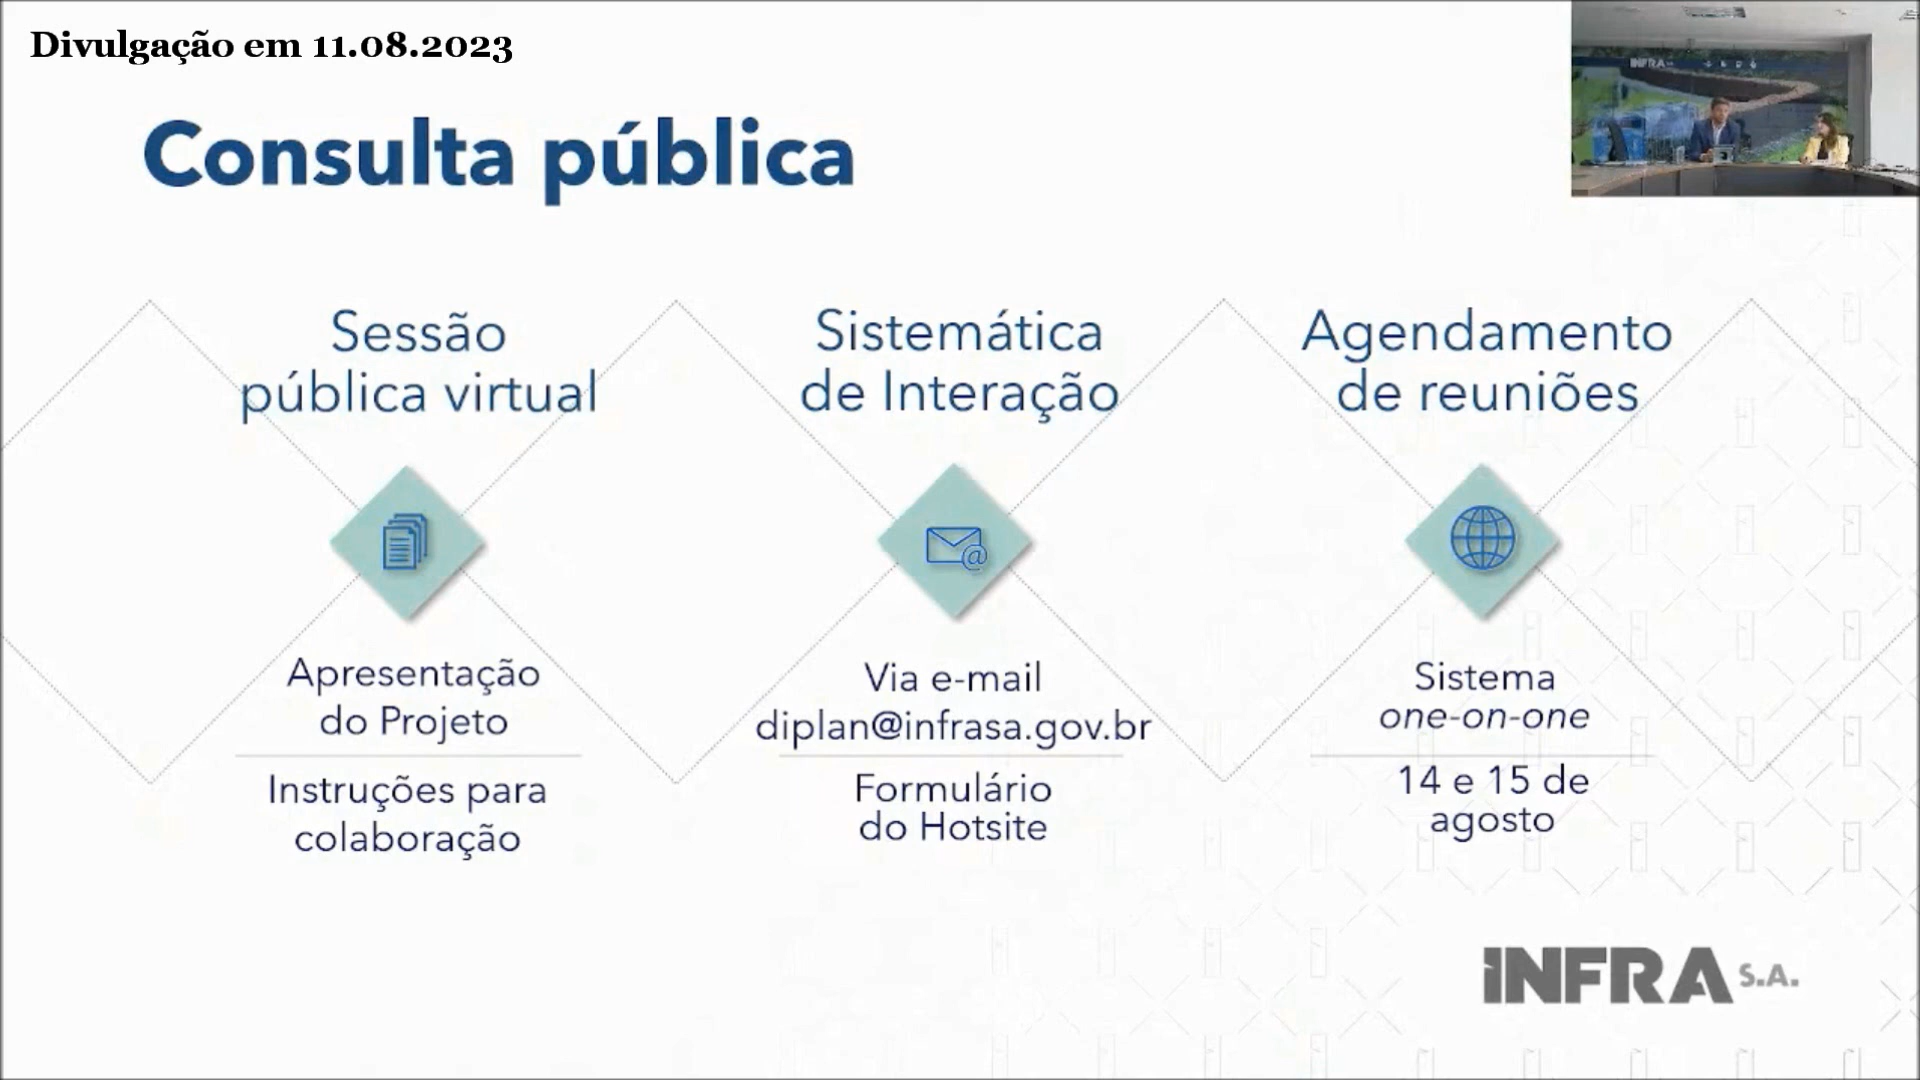 Divulgação em 11.08.2023
INFRA
Consulta pública
Sessão
pública virtual
Apresentação
do Projeto
Instruções para
colaboração
Sistemática
de Interação
Via e-mail
diplan@infrasa.gov.br
Formulário
do Hotsite
Agendamento
de reuniões
Sistema
one-on-one
14 e 15 de
agosto
INFRA S.A.